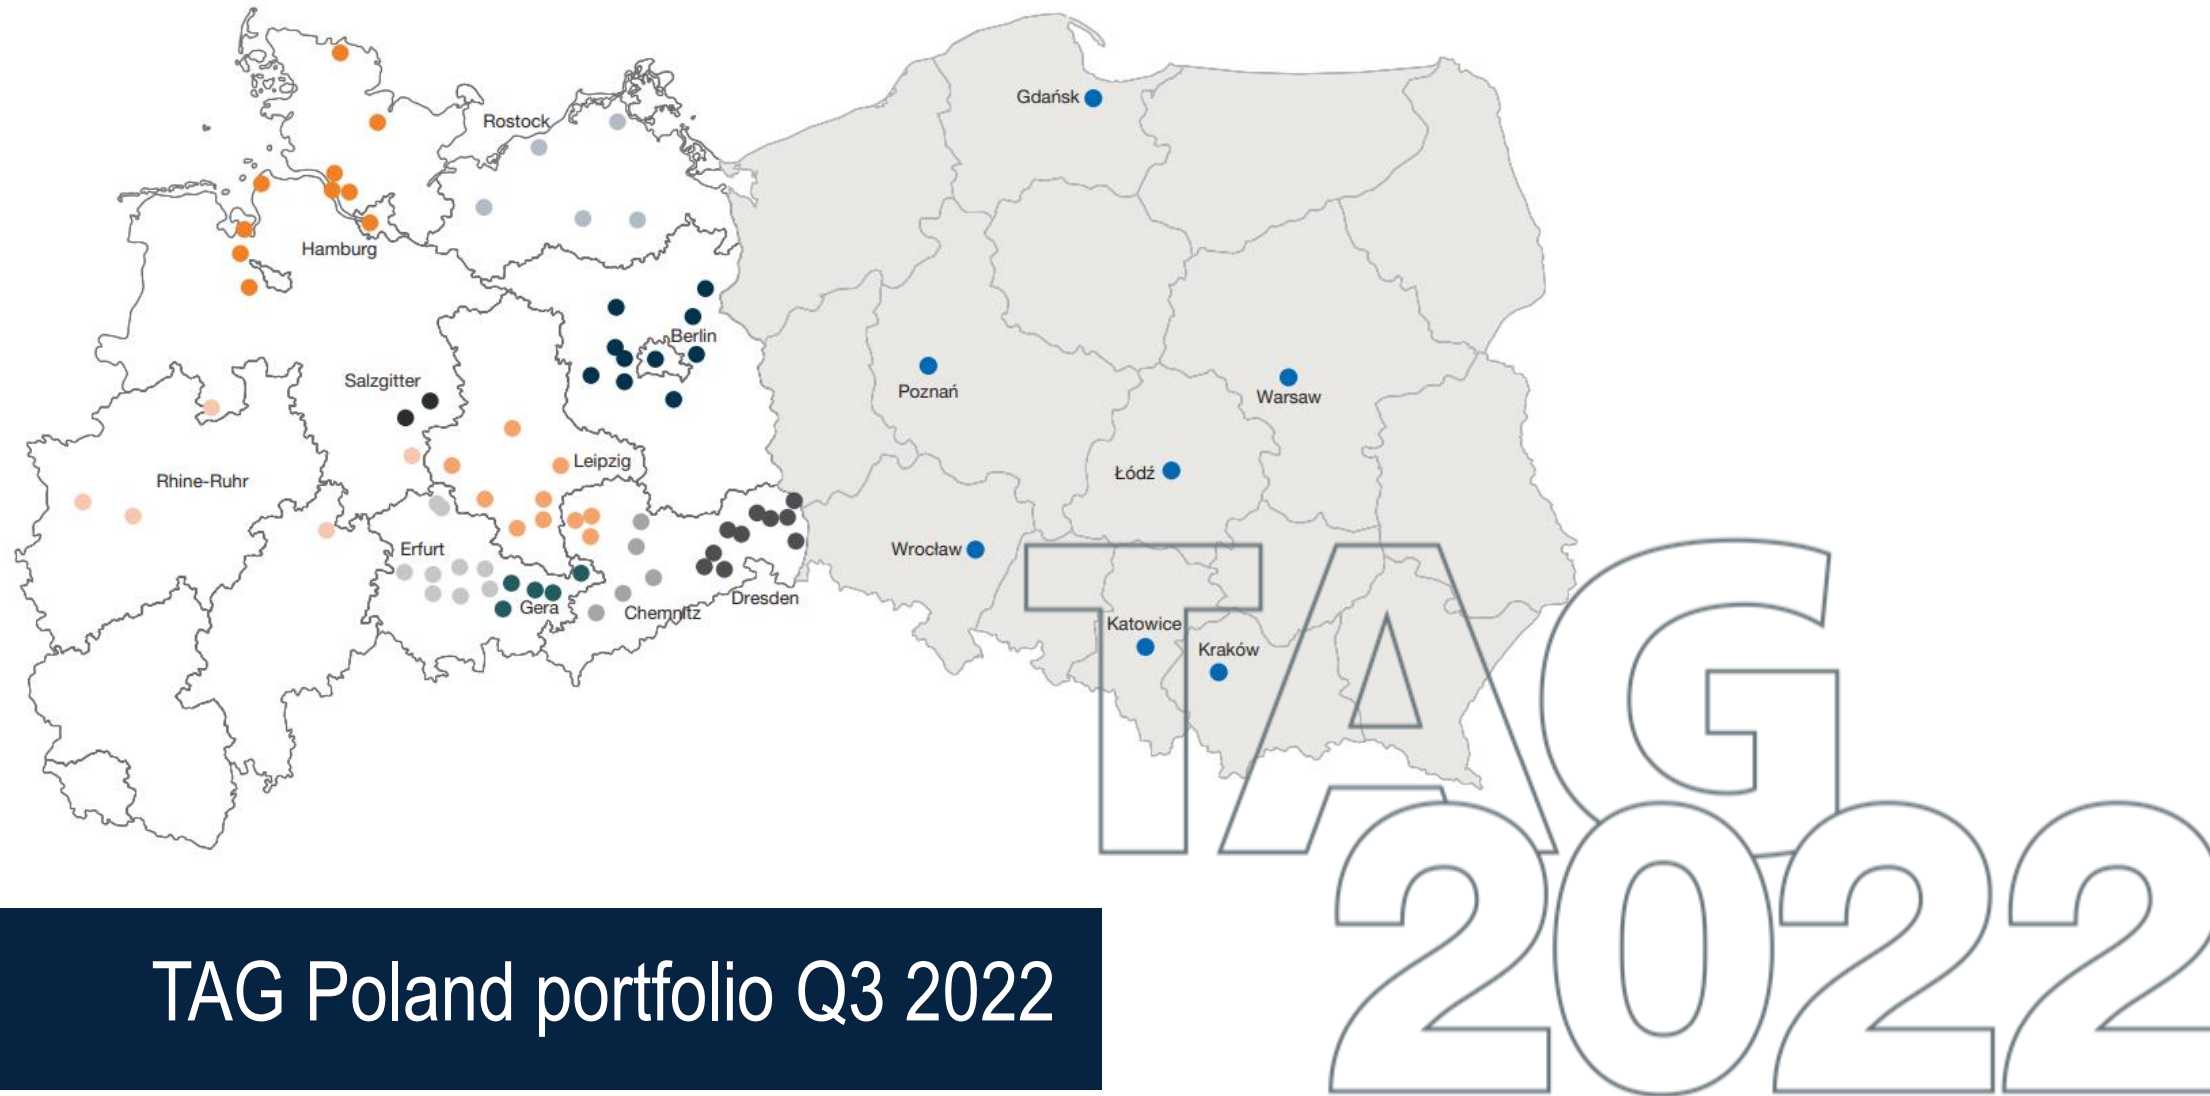 Gdańsk
Rostock
Hamburg
Berlin
Salzgitter
Poznań
Warsaw
Leipzig
Rhine-Ruhr
Łódź
Erfurt
Wrocław
Gera
Chemnitz
Dresden
Katowice
Kraków
TAG
2022
TAG Poland portfolio Q3 2022